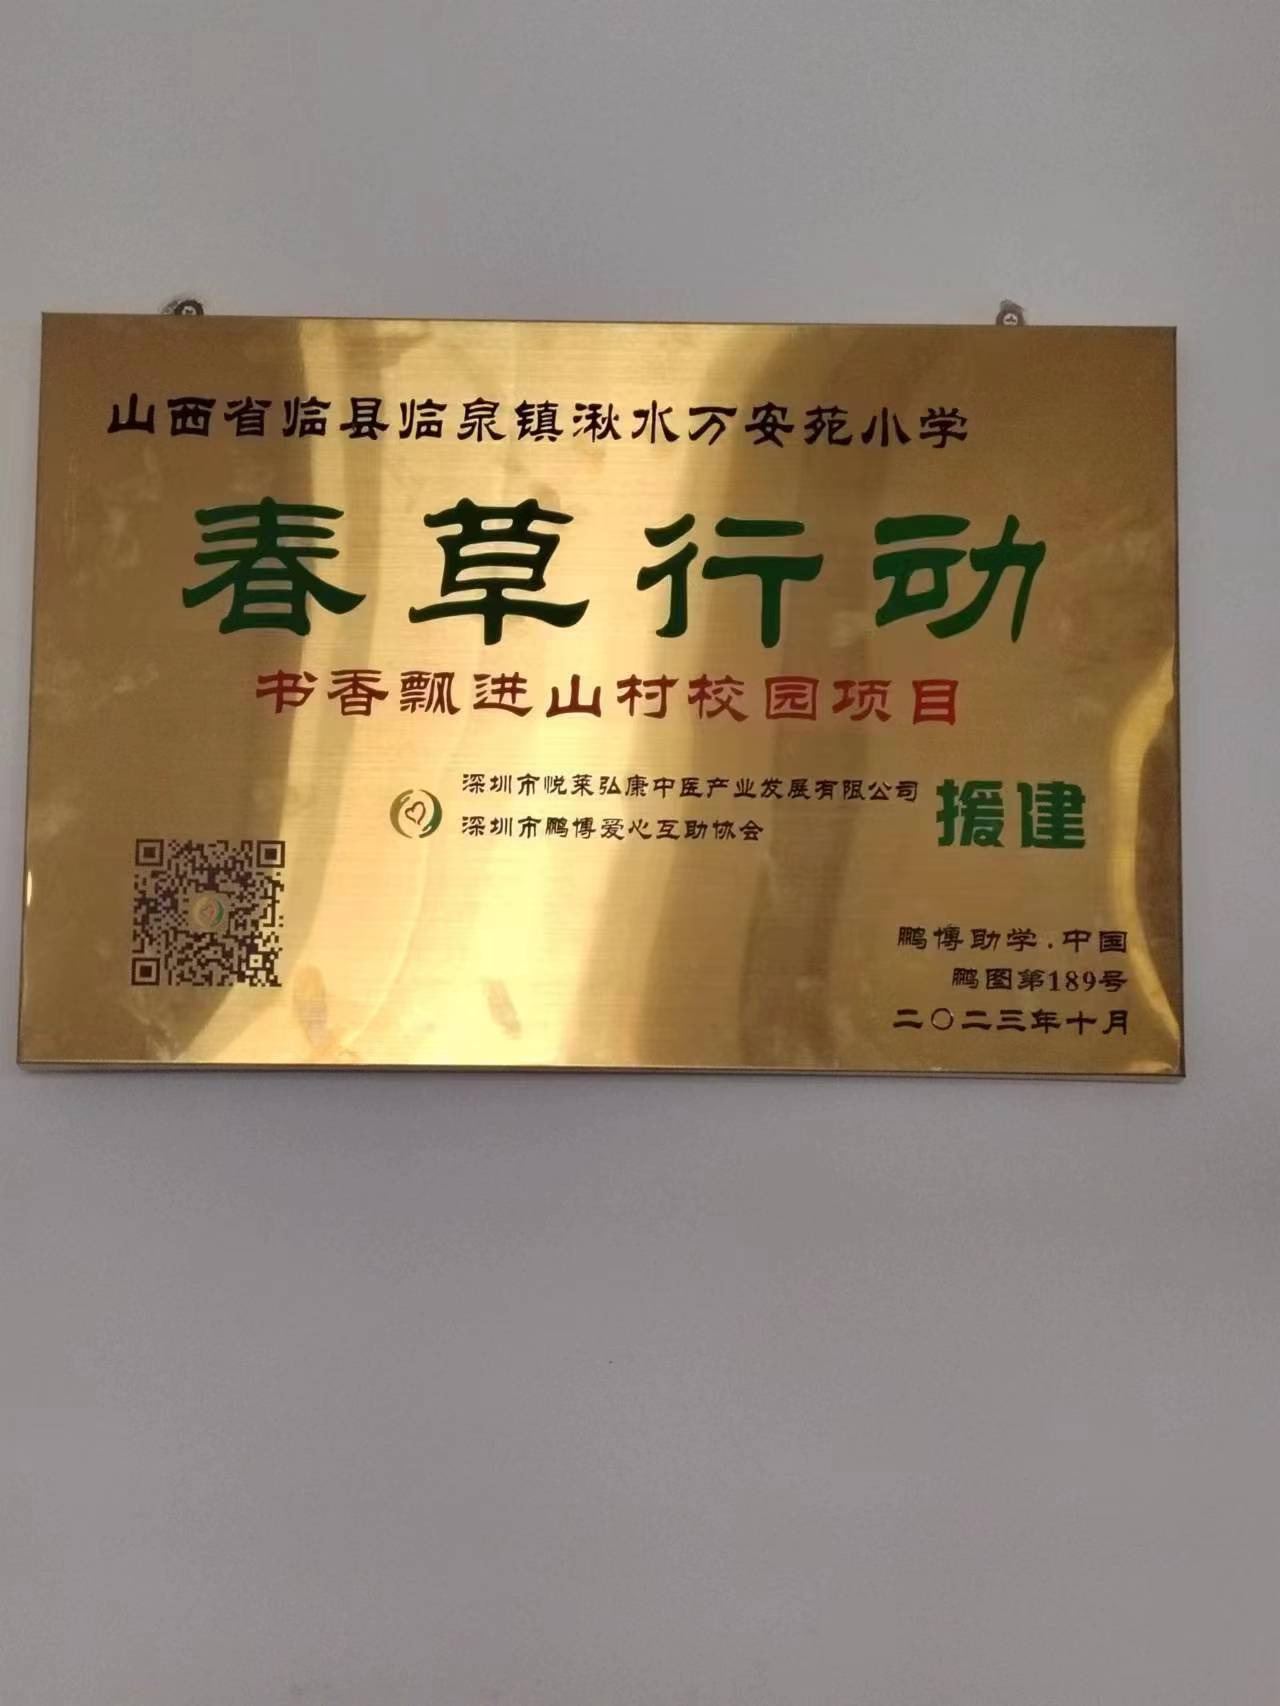 山西省临县临泉镇湫水万安苑小学
春草行动
书香飘进山村校园项目
深圳市悦莱弘康中医产业发展有限公司
深圳市鹏博爱心互助协会
援建
鹏博助学.中国
鹏图第189号
二〇二三年十月